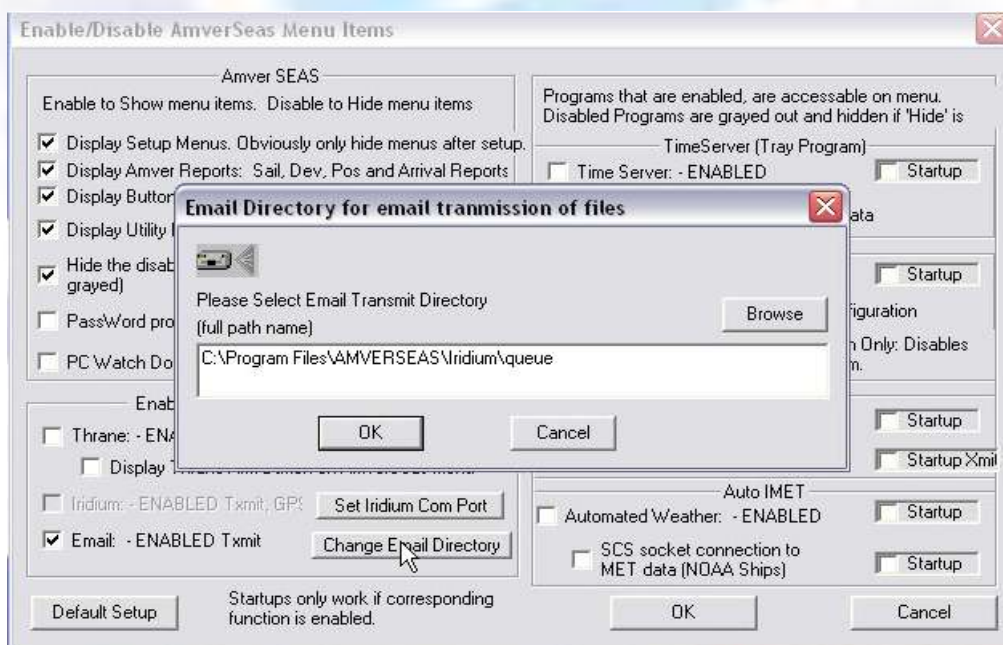 Enable/Disable AmverSeas Menu Items
Amver SEAS
Enable to Show menu items. Disable to Hide menu items
Display Setup Menus. Obviously only hide menus after setup.
Display Amver Reports: Sail, Dev, Pos and Arrival Reports
Display Button
Display Utility
Hide the disab
grayed)
PassWord pro
PC Watch Do
Programs that are enabled, are accessable on menu.
Disabled Programs are grayed out and hidden if 'Hide' is
TimeServer (Tray Program)
Time Server: - ENABLED
Startup
ata
Startup
iguration
Only: Disables
Email Directory for email tranmission of files
Please Select Email Transmit Directory
(full path name)
Browse
C:\Program Files\AMVERSEAS\Iridium\queue
OK
Cancel
Enab
Thrane: - ENA
Display
Iridium: - ENABLED Txmit, GPS
Set Iridium Com Port
Email: - ENABLED Txmit
Change Email Directory
Startup
Startup Xmit
Auto IMET
Automated Weather: - ENABLED
Startup
SCS socket connection to
MET data (NOAA Ships)
Startup
Default Setup
Startups only work if corresponding
function is enabled.
OK
Cancel